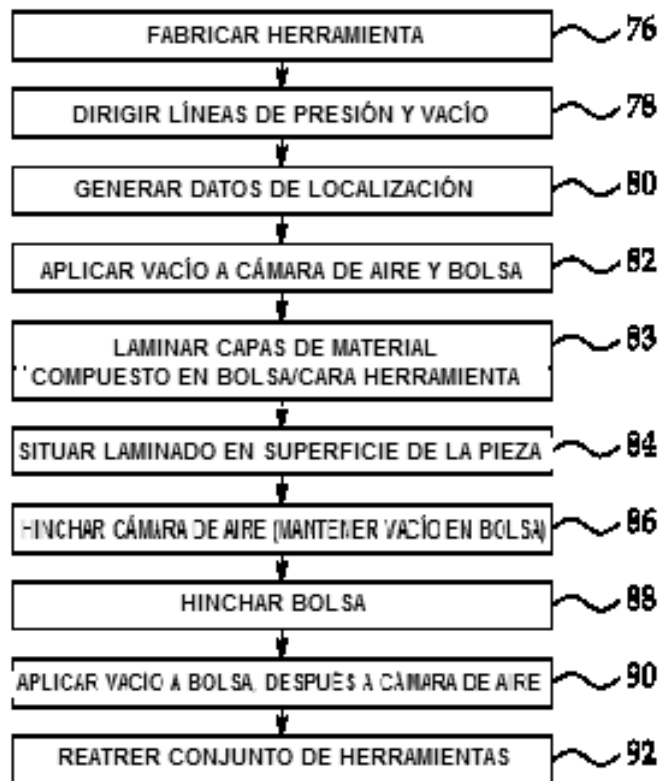 FABRICAR HERRAMIENTA 76
DIRIGIR LÍNEAS DE PRESIÓN Y VACÍO 78
GENERAR DATOS DE LOCALIZACIÓN 80
APLICAR VACÍO A CÁMARA DE AIRE Y BOLSA 82
LAMINAR CAPAS DE MATERIAL 83
COMPUESTO EN BOLSA/CARA HERRAMIENTA
SITUAR LAMINADO EN SUPERFICIE DE LA PIEZA 84
HINCHAR CÁMARA DE AIRE (MANTENER VACÍO EN BOLSA) 86
HINCHAR BOLSA 88
APLICAR VACÍO A BOLSA, DESPUÉS A CÁMARA DE AIRE 90
REATRER CONJUNTO DE HERRAMIENTAS 92